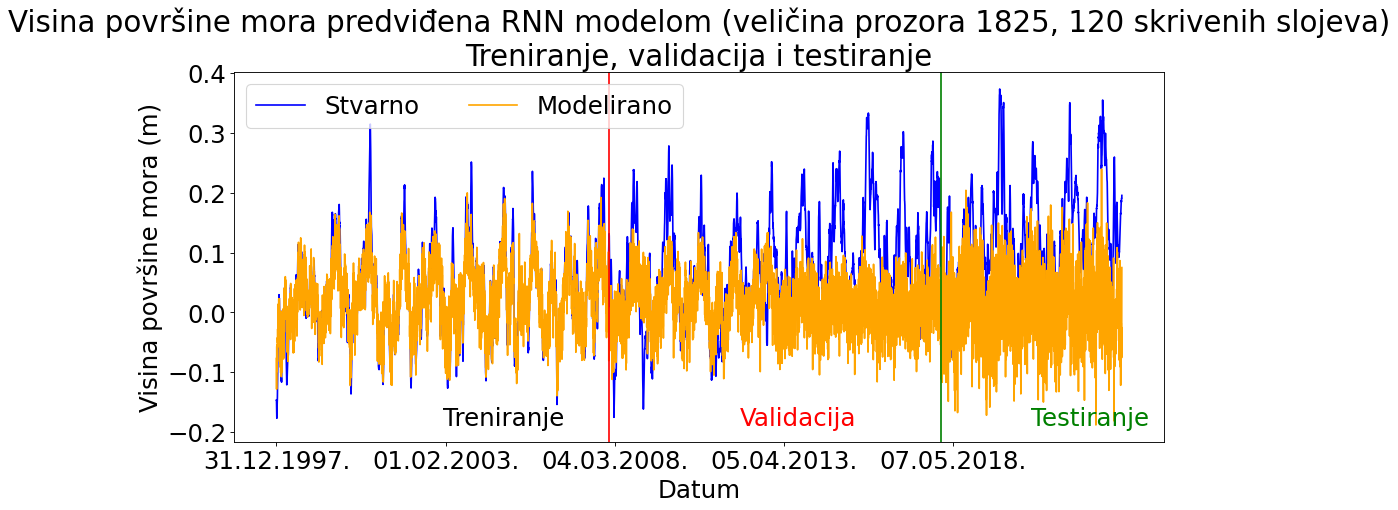 Visina površine mora predviđena RNN modelom (veličina prozora 1825, 120 skrivenih slojeva)
Treniranje, validacija i testiranje
Stvarno Modelirano
Visina površine mora (m)
0.4
0.3
0.2
0.1
0.0
−0.1
−0.2
Treniranje Validacija Testiranje
31.12.1997. 01.02.2003. 04.03.2008. 05.04.2013. 07.05.2018.
Datum